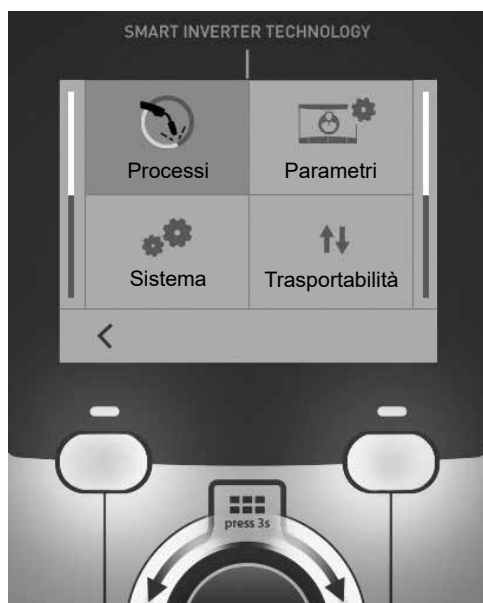 SMART INVERTER TECHNOLOGY
Processi Parametri
Sistema Trasportabilità
press 3s